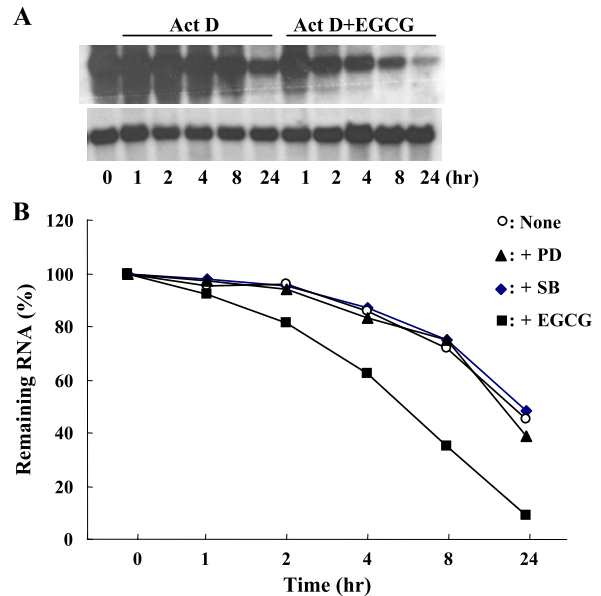 A
Act D Act D+EGCG
0 1 2 4 8 24 1 2 4 8 24 (hr)
B
120
100
80
60
40
20
0
Remaining RNA (%)
: None
: + PD
: + SB
: + EGCG
0 1 2 4 8 24
Time (hr)